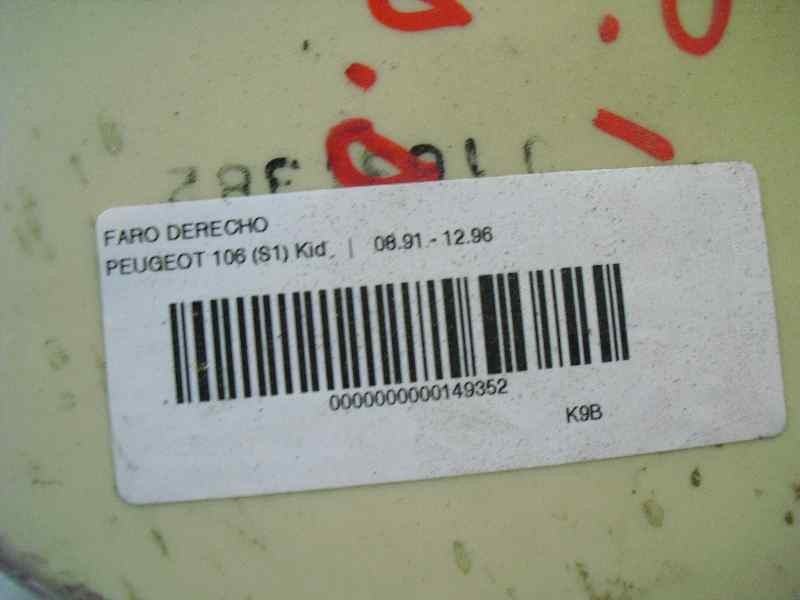 FARO DERECHO
PEUGEOT 106 (S1) Kid | 08.91 - 12.96
0000000000149352
K9B